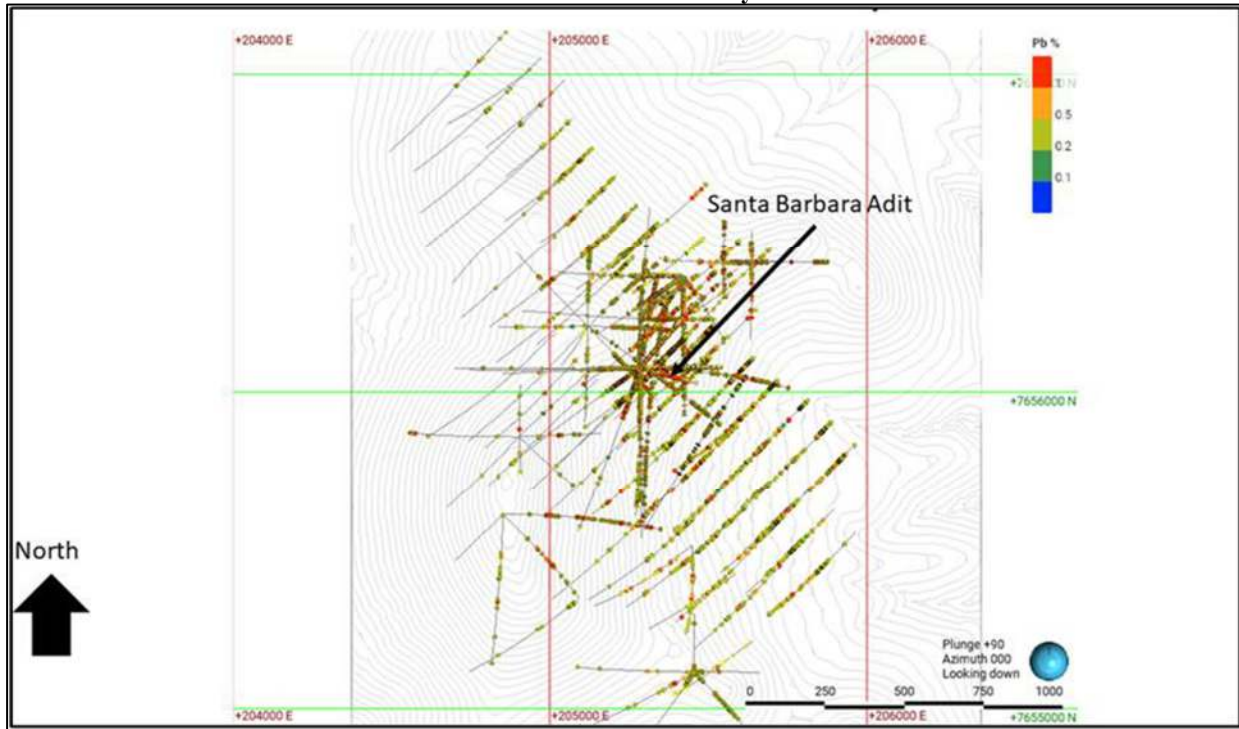 +204000 E
+205000 E
+206000 E
Pb %
1
0.5
0.2
0.1
Santa Barbara Adit
+7656000 N
North
Plunge +90
Azimuth 000
Looking down
0 250 500 750 1000
+204000 E
+205000 E
+206000 E
+7655000 N